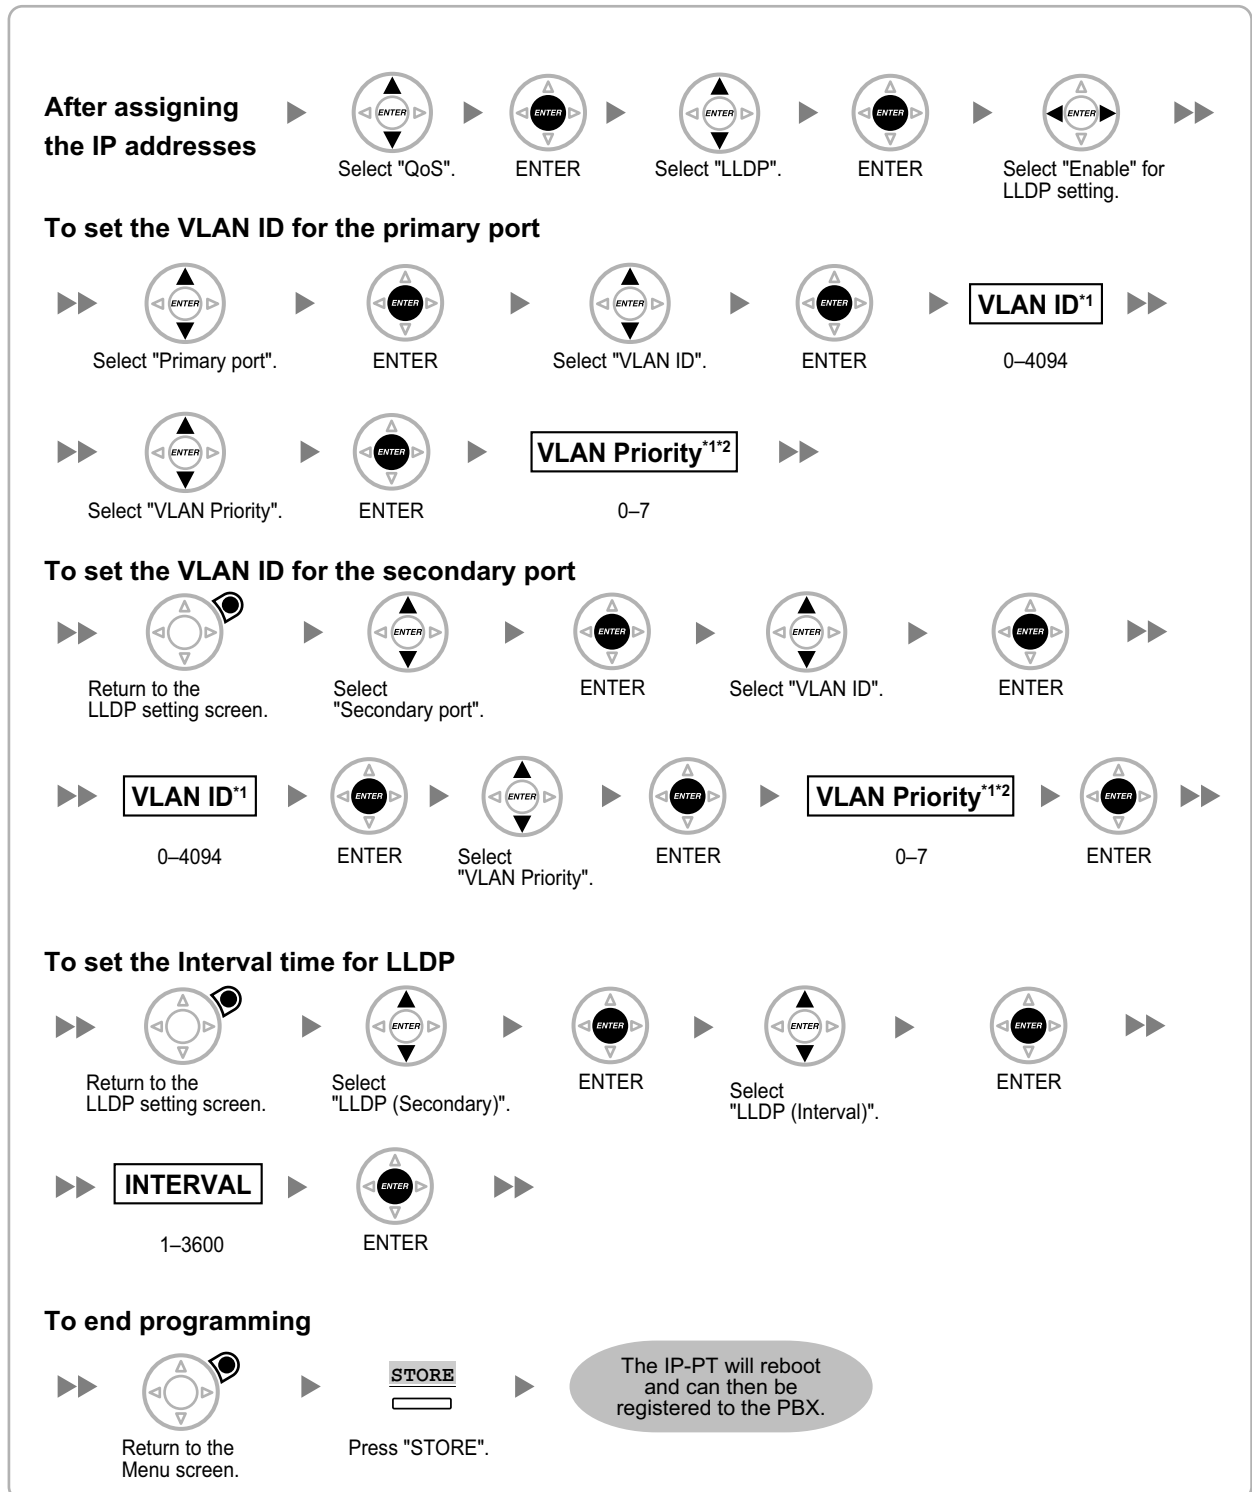 After assigning
the IP addresses
ENTER ENTER ENTER ENTER ENTER
Select "QoS". ENTER Select "LLDP". ENTER Select "Enable" for
LLDP setting.
To set the VLAN ID for the primary port
ENTER ENTER ENTER ENTER VLAN ID*1
Select "Primary port". ENTER Select "VLAN ID". ENTER 0–4094
ENTER ENTER VLAN Priority*1*2
Select "VLAN Priority". ENTER 0–7
To set the VLAN ID for the secondary port
ENTER ENTER ENTER ENTER
Return to the
LLDP setting screen.
Select
"Secondary port".
ENTER Select "VLAN ID". ENTER
VLAN ID*1 ENTER ENTER ENTER VLAN Priority*1*2 ENTER
0–4094 ENTER Select
"VLAN Priority".
ENTER 0–7 ENTER
To set the Interval time for LLDP
ENTER ENTER ENTER ENTER
Return to the
LLDP setting screen.
Select
"LLDP (Secondary)".
ENTER
Select
"LLDP (Interval)".
ENTER
INTERVAL ENTER
1–3600 ENTER
To end programming
STORE
The IP-PT will reboot
and can then be
registered to the PBX.
Return to the
Menu screen.
Press "STORE".